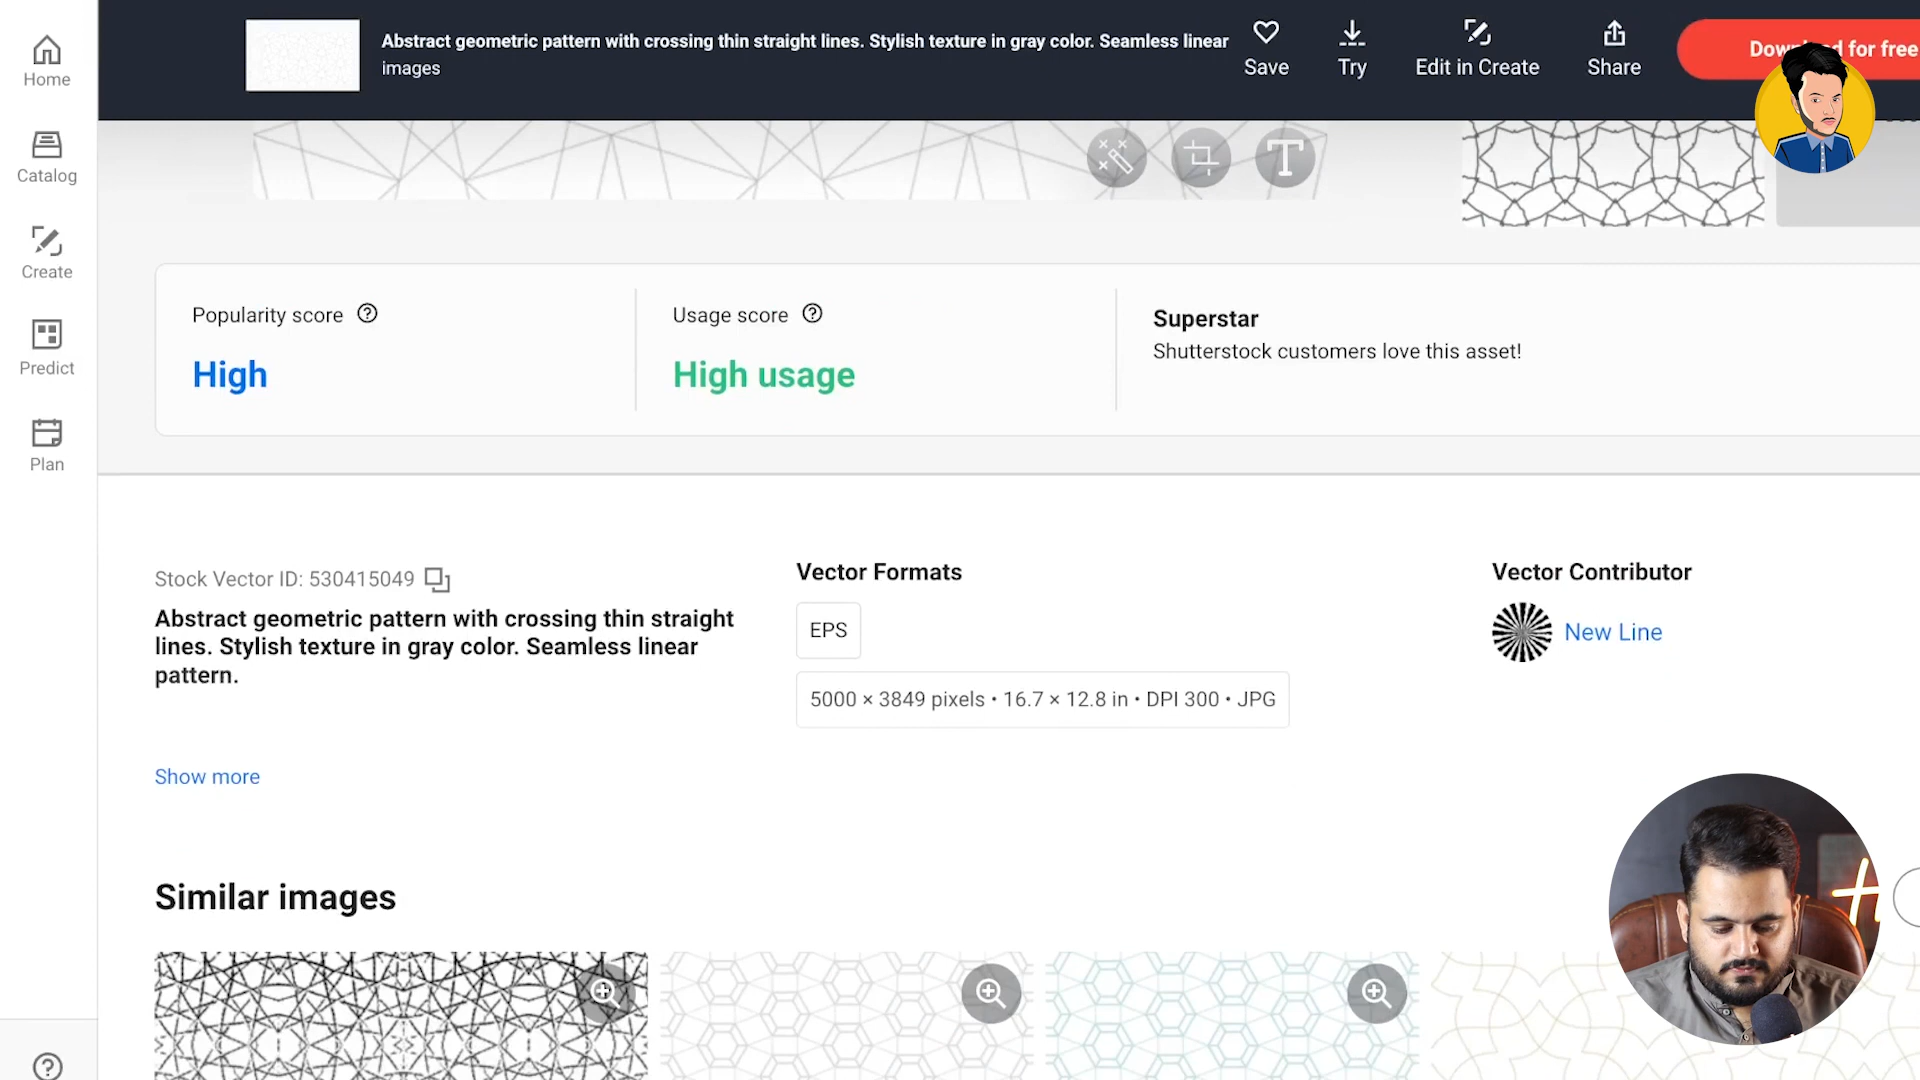 Home
Catalog
Create
Predict
Plan
Abstract geometric pattern with crossing thin straight lines. Stylish texture in gray color. Seamless linear
images
Save
Try
Edit in Create
Share
for free
T
Popularity score
High
Usage score
High usage
Superstar
Shutterstock customers love this asset!
Stock Vector ID: 530415049
Abstract geometric pattern with crossing thin straight
lines. Stylish texture in gray color. Seamless linear
pattern.
Show more
Vector Formats
EPS
5000 × 3849 pixels • 16.7 × 12.8 in • DPI 300 • JPG
Vector Contributor
New Line
Similar images